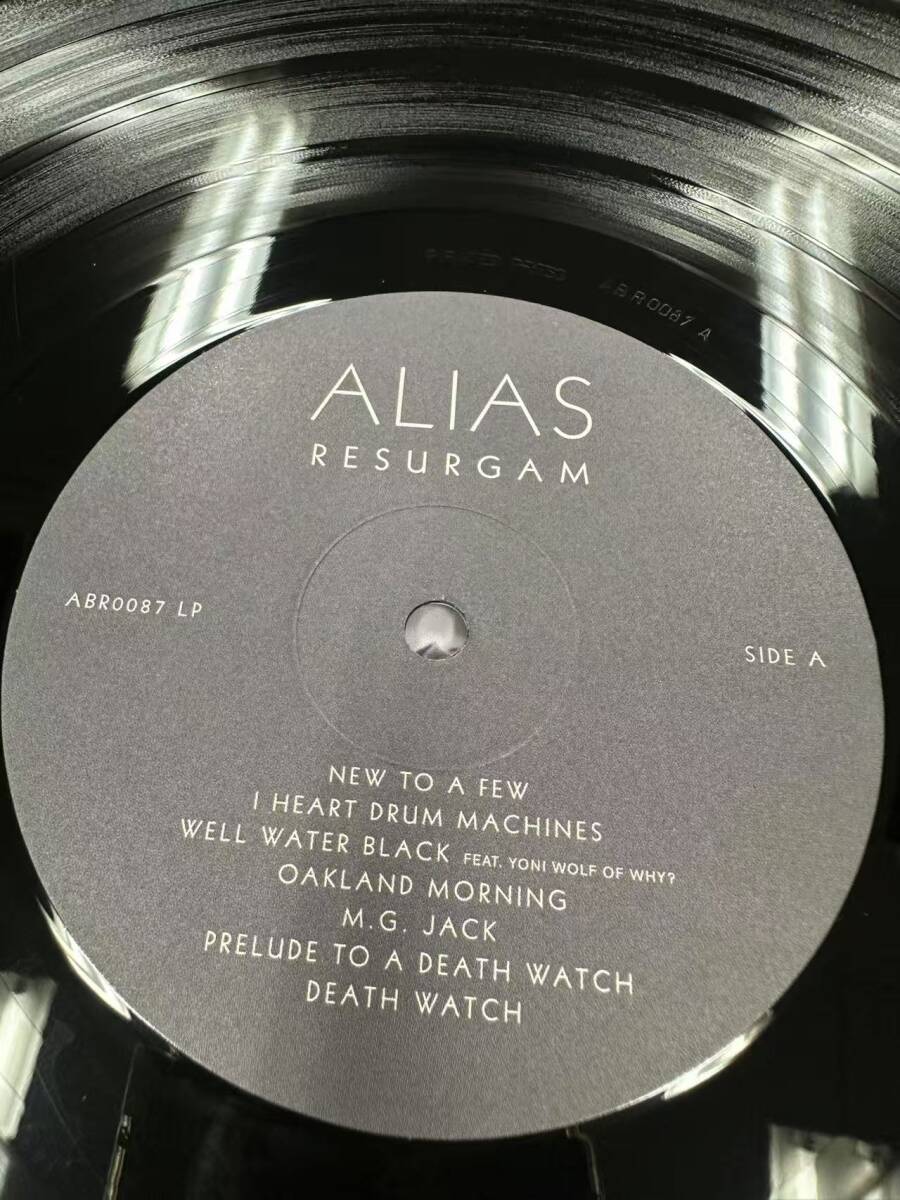 ABR0087 A
ALIAS
RESURGAM
ABR0087 LP
SIDE A
NEW TO A FEW
I HEART DRUM MACHINES
WELL WATER BLACK FEAT. YONI WOLF OF WHY?
OAKLAND MORNING
M.G. JACK
PRELUDE TO A DEATH WATCH
DEATH WATCH